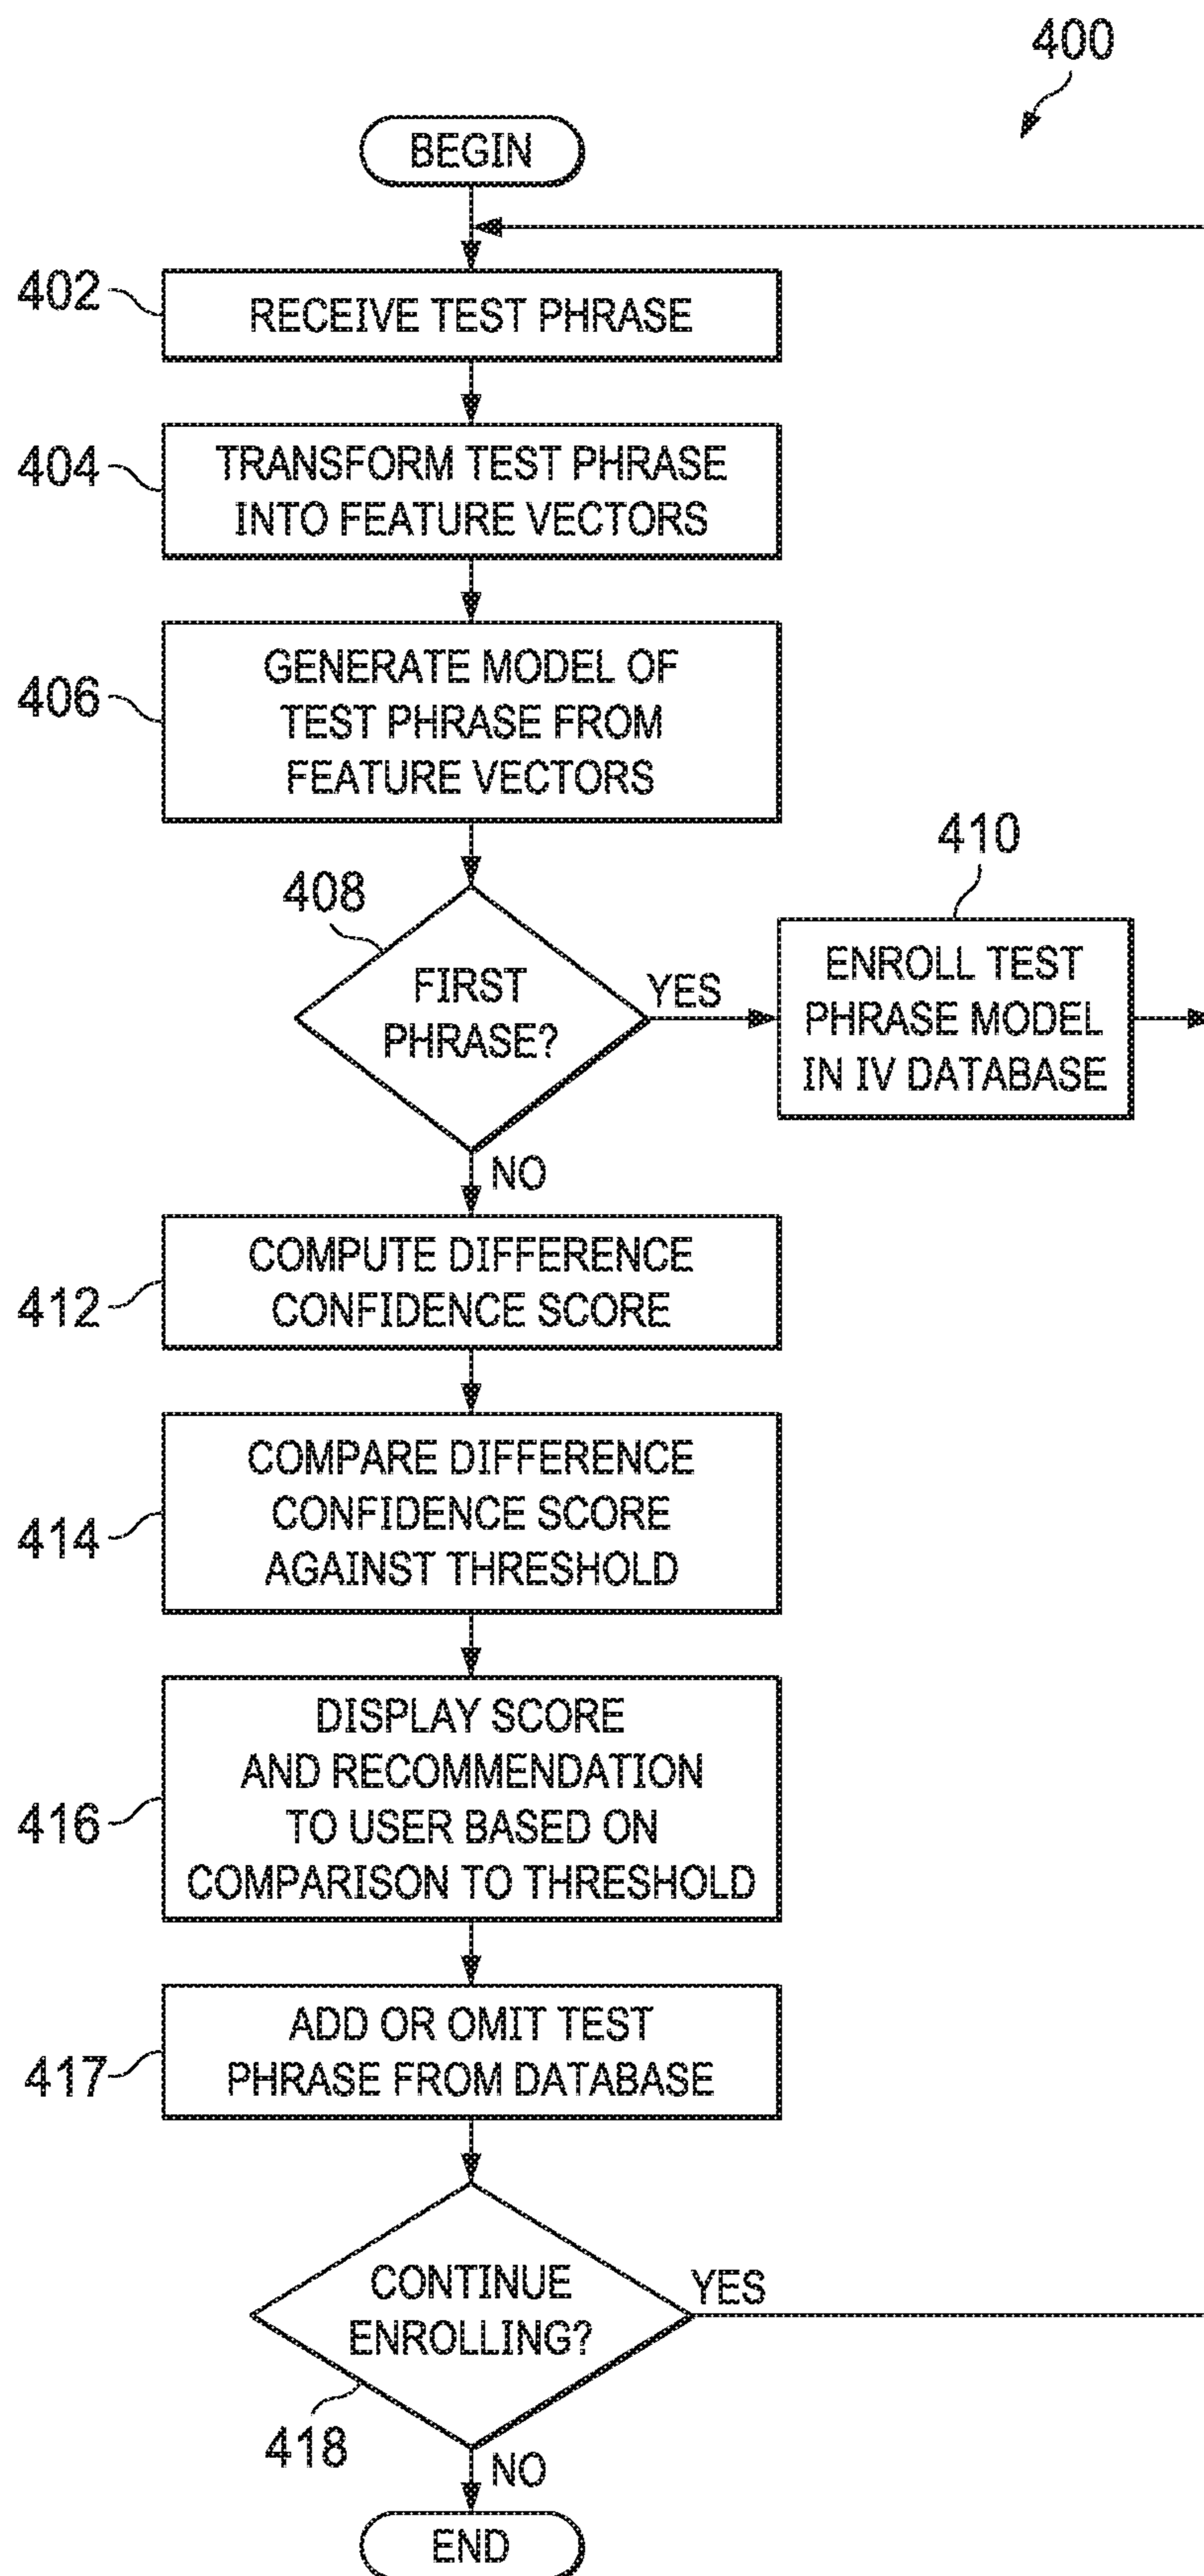 400
BEGIN
402
RECEIVE TEST PHRASE
404
TRANSFORM TEST PHRASE
INTO FEATURE VECTORS
406
GENERATE MODEL OF
TEST PHRASE FROM
FEATURE VECTORS
408
FIRST
PHRASE?
YES
410
ENROLL TEST
PHRASE MODEL
IN IV DATABASE
NO
412
COMPUTE DIFFERENCE
CONFIDENCE SCORE
414
COMPARE DIFFERENCE
CONFIDENCE SCORE
AGAINST THRESHOLD
416
DISPLAY SCORE
AND RECOMMENDATION
TO USER BASED ON
COMPARISON TO THRESHOLD
417
ADD OR OMIT TEST
PHRASE FROM DATABASE
CONTINUE
ENROLLING?
YES
418
NO
END